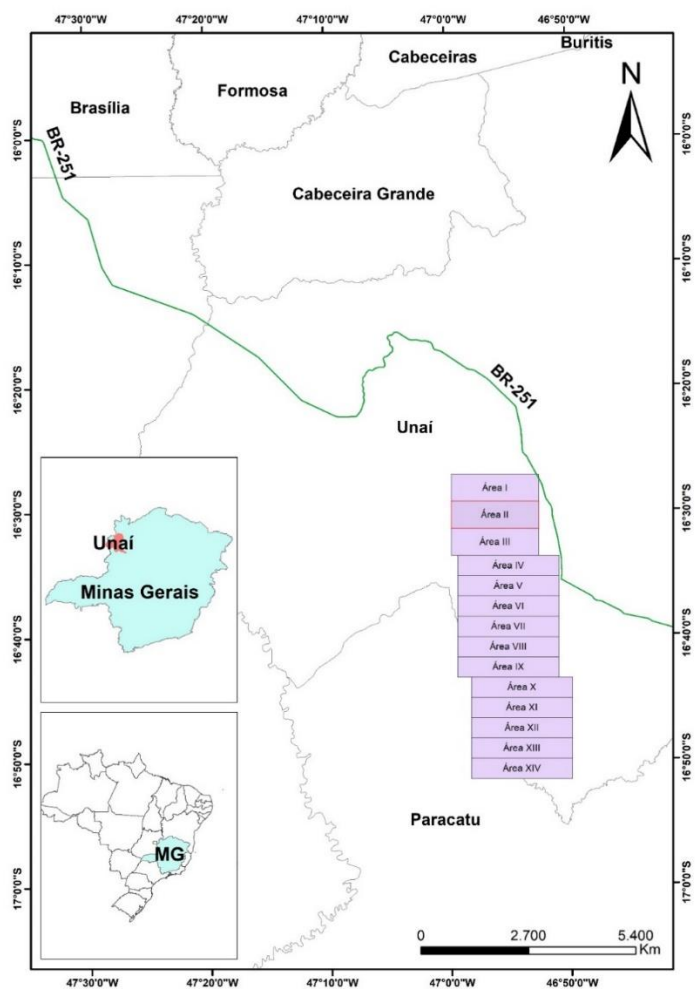 47°30'0"W 47°20'0"W 47°10'0"W 47°0'0"W 46°50'0"W
Buritis
Cabeceiras
N
Formosa
Brasília
16°0'0"S 16°0'0"S
BR-251
Cabeceira Grande
16°10'0"S 16°10'0"S
16°20'0"S 16°20'0"S
BR-251
Unaí
Área I
16°30'0"S 16°30'0"S
Área II
Unaí
Área III
Área IV
Minas Gerais
Área V
Área VI
Área VII
16°40'0"S 16°40'0"S
Área VIII
Área IX
Área X
Área XI
Área XII
Área XIII
16°50'0"S 16°50'0"S
Área XIV
Paracatu
MG
17°0'0"S 17°0'0"S
0 2.700 5.400
Km
47°30'0"W 47°20'0"W 47°10'0"W 47°0'0"W 46°50'0"W